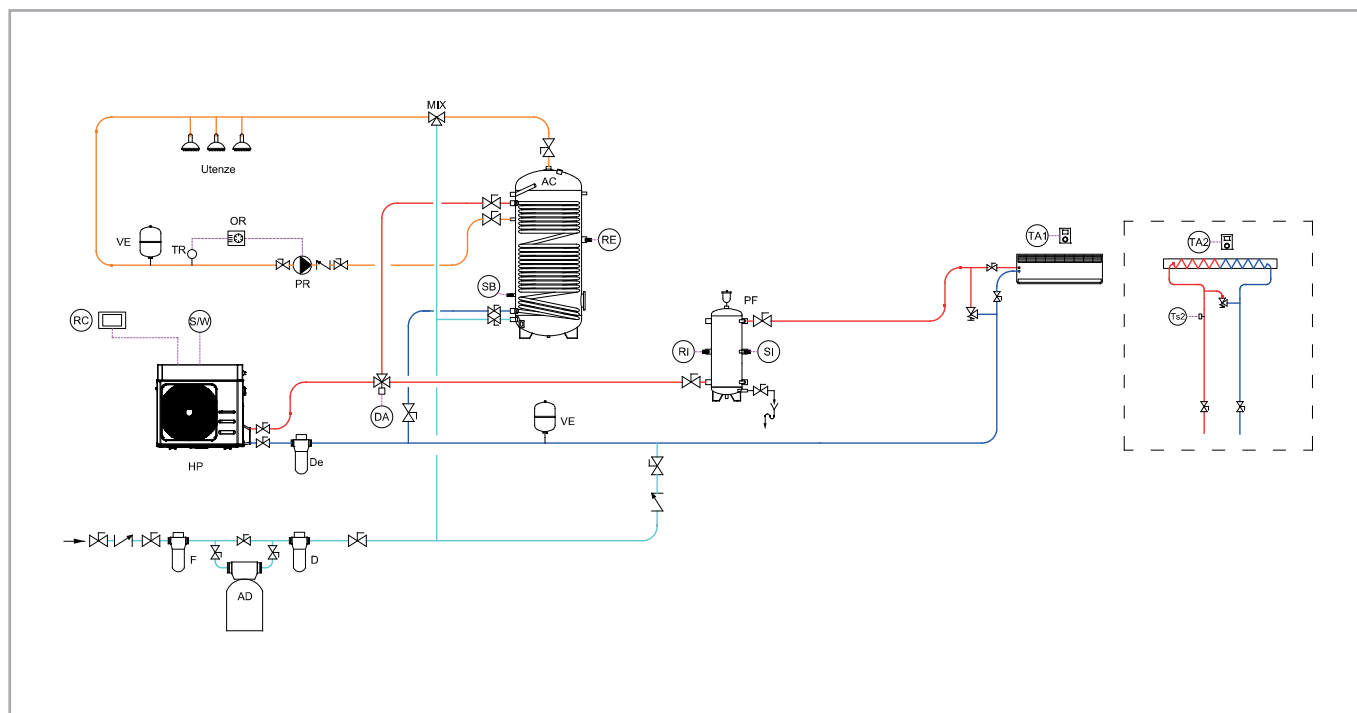 MIX
AC
Utenze
OR
VE
TR
PR
RE
TA1
TA2
SB
PF
Ts2
RC
S/W
RI
SI
DA
VE
HP
De
F
D
AD